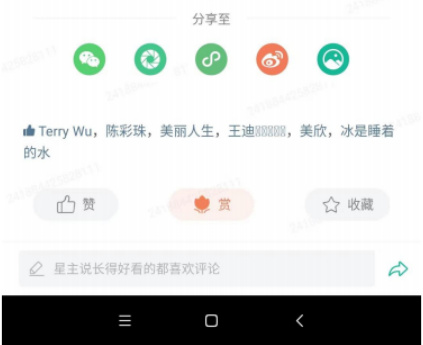 分享至
Terry Wu，陈彩珠，美丽人生，王迪，美欣，冰是睡着
的水
赞
赏
收藏
星主说长得好看的都喜欢评论